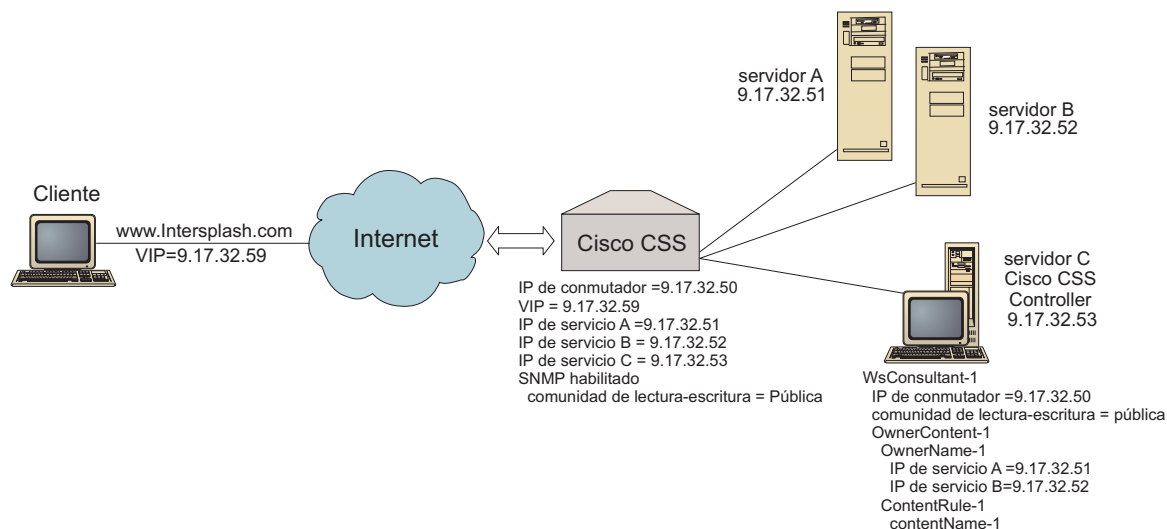 Cliente
www.Intersplash.com
VIP=9.17.32.59
Internet
Cisco CSS
IP de conmutador =9.17.32.50
VIP = 9.17.32.59
IP de servicio A =9.17.32.51
IP de servicio B = 9.17.32.52
IP de servicio C = 9.17.32.53
SNMP habilitado
comunidad de lectura-escritura = Pública
servidor A
9.17.32.51
servidor B
9.17.32.52
servidor C
Cisco CSS
Controller
9.17.32.53
WsConsultant-1
IP de conmutador =9.17.32.50
comunidad de lectura-escritura = pública
OwnerContent-1
OwnerName-1
IP de servicio A =9.17.32.51
IP de servicio B=9.17.32.52
ContentRule-1
contentName-1